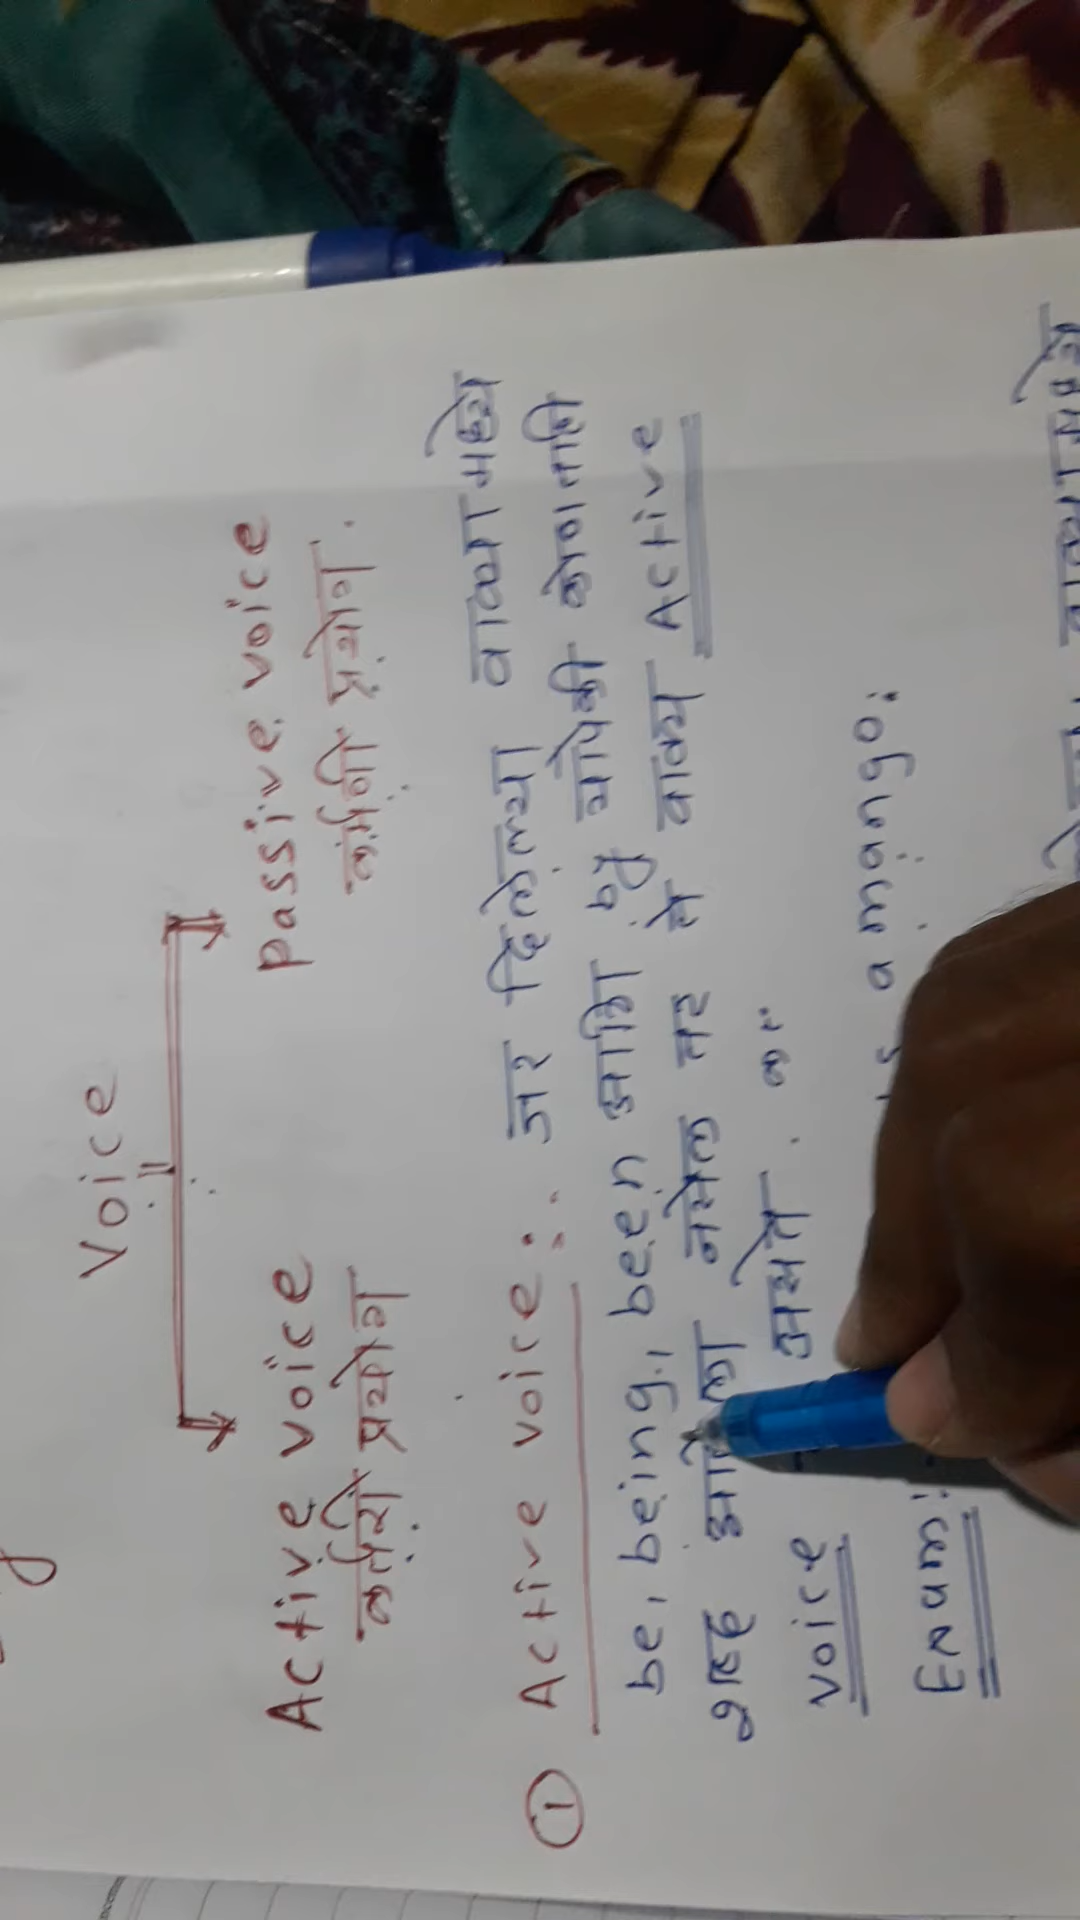 Voice
Active voice
passive voice
कर्तरी प्रयोग
कर्मणी प्रयोग.
① Active voice :- जर दिलेल्या वाक्यामध्ये
be, being, been आणि by यापैकी कोणताही
शब्द आलेला नसेल तर ते वाक्य Active
voice असते.
Exam a mango.